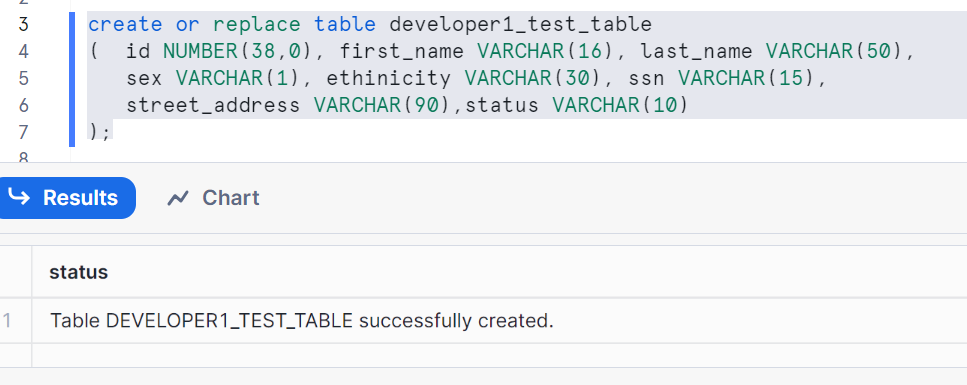 3 create or replace table developer1_test_table
4 ( id NUMBER(38,0), first_name VARCHAR(16), last_name VARCHAR(50),
5 sex VARCHAR(1), ethinicity VARCHAR(30), ssn VARCHAR(15),
6 street_address VARCHAR(90),status VARCHAR(10)
7 );
8
Results Chart
status
1 Table DEVELOPER1_TEST_TABLE successfully created.